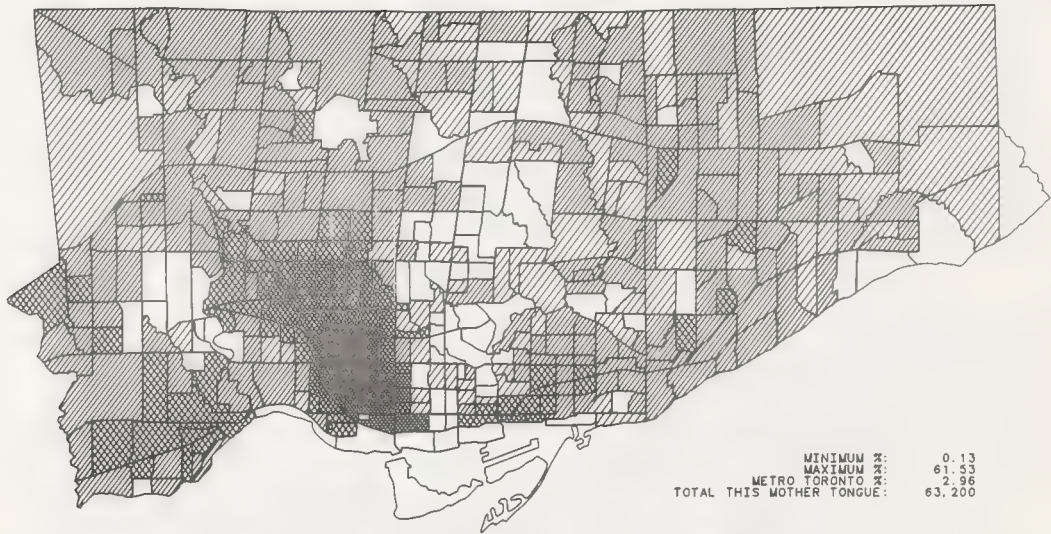 MINIMUM %: 0.13
MAXIMUM %: 61.53
METRO TORONTO %: 2.96
TOTAL THIS MOTHER TONGUE: 63.200